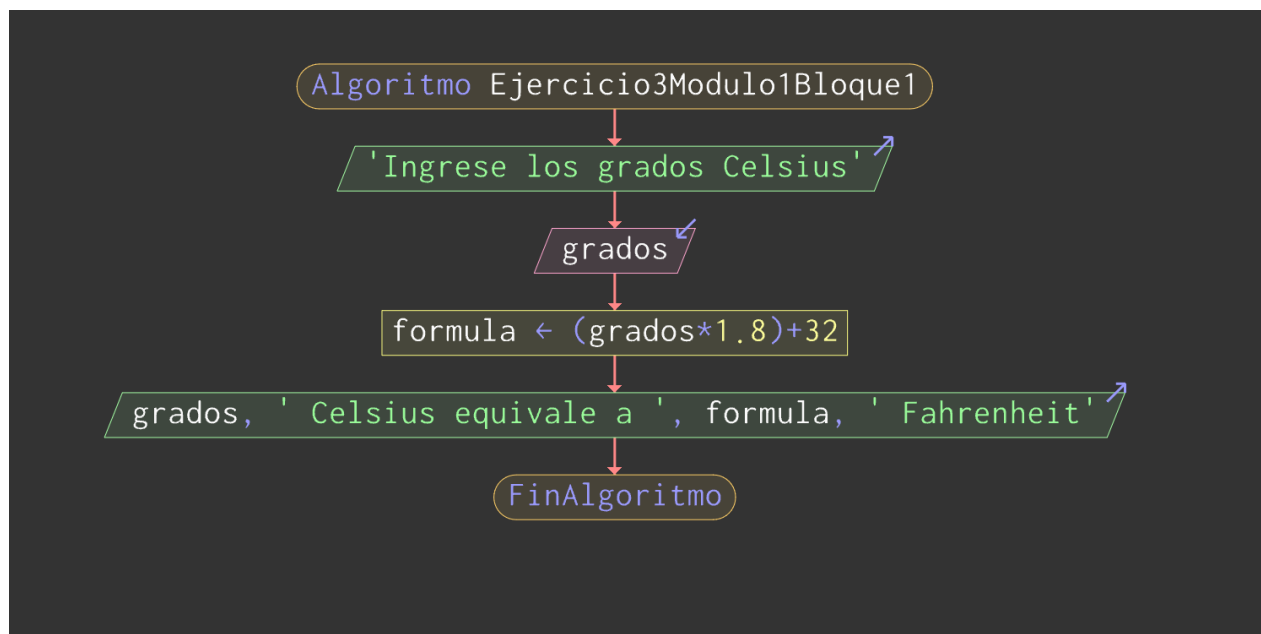 Algoritmo Ejercicio3Modulo1Bloque1
'Ingrese los grados Celsius'
grados
formula ← (grados*1.8)+32
grados, ' Celsius equivale a ', formula, ' Fahrenheit'
FinAlgoritmo